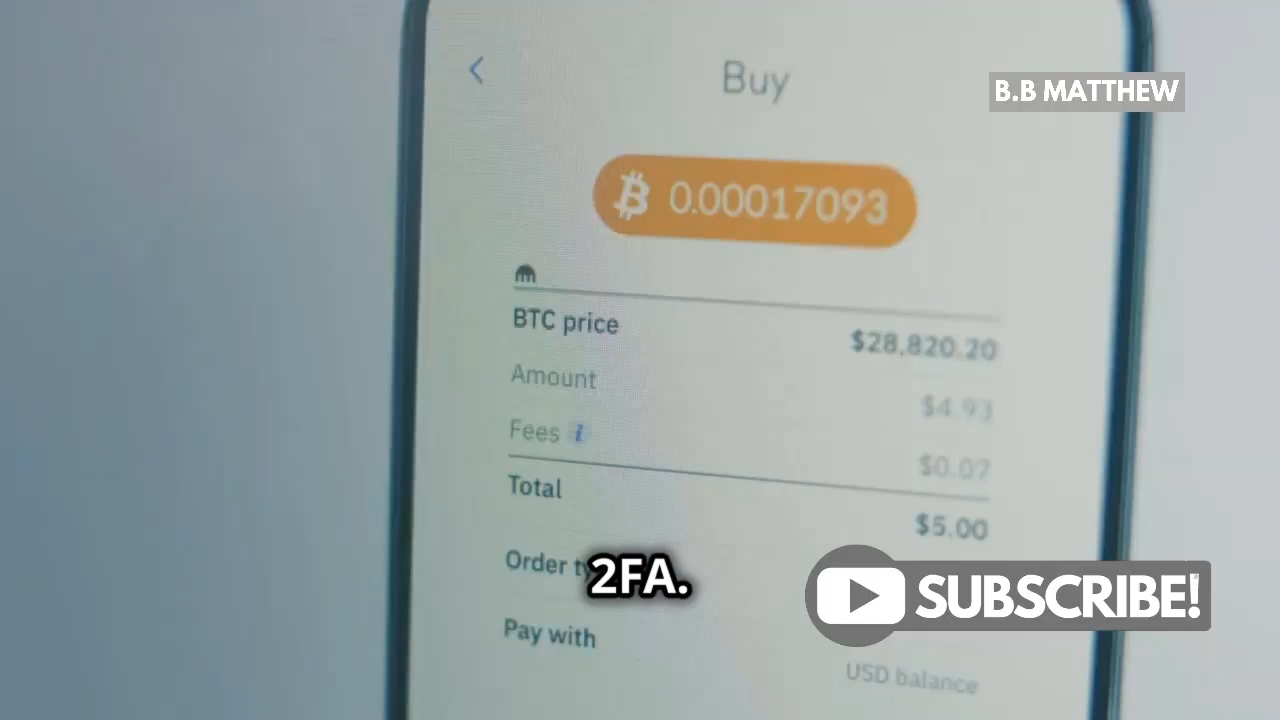 Buy
B.B MATTHEW
0.00017093
BTC price $28,820.20
Amount $4.93
Fees i $0.07
Total $5.00
Order
2FA.
SUBSCRIBE!
Pay with
USD balance